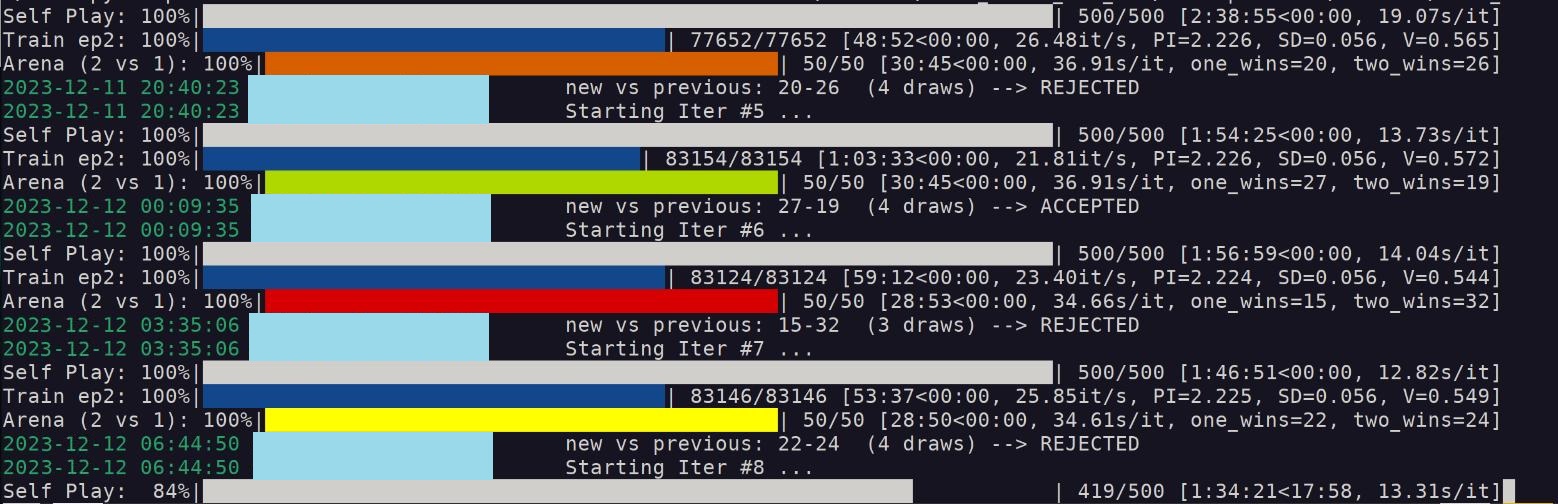 Self Play: 100%| | 500/500 [2:38:55<00:00, 19.07s/it]
Train ep2: 100%| | 77652/77652 [48:52<00:00, 26.48it/s, PI=2.226, SD=0.056, V=0.565]
Arena (2 vs 1): 100%| | 50/50 [30:45<00:00, 36.91s/it, one_wins=20, two_wins=26]
2023-12-11 20:40:23 new vs previous: 20-26 (4 draws) --> REJECTED
2023-12-11 20:40:23 Starting Iter #5 ...
Self Play: 100%| | 500/500 [1:54:25<00:00, 13.73s/it]
Train ep2: 100%| | 83154/83154 [1:03:33<00:00, 21.81it/s, PI=2.226, SD=0.056, V=0.572]
Arena (2 vs 1): 100%| | 50/50 [30:45<00:00, 36.91s/it, one_wins=27, two_wins=19]
2023-12-12 00:09:35 new vs previous: 27-19 (4 draws) --> ACCEPTED
2023-12-12 00:09:35 Starting Iter #6 ...
Self Play: 100%| | 500/500 [1:56:59<00:00, 14.04s/it]
Train ep2: 100%| | 83124/83124 [59:12<00:00, 23.40it/s, PI=2.224, SD=0.056, V=0.544]
Arena (2 vs 1): 100%| | 50/50 [28:53<00:00, 34.66s/it, one_wins=15, two_wins=32]
2023-12-12 03:35:06 new vs previous: 15-32 (3 draws) --> REJECTED
2023-12-12 03:35:06 Starting Iter #7 ...
Self Play: 100%| | 500/500 [1:46:51<00:00, 12.82s/it]
Train ep2: 100%| | 83146/83146 [53:37<00:00, 25.85it/s, PI=2.225, SD=0.056, V=0.549]
Arena (2 vs 1): 100%| | 50/50 [28:50<00:00, 34.61s/it, one_wins=22, two_wins=24]
2023-12-12 06:44:50 new vs previous: 22-24 (4 draws) --> REJECTED
2023-12-12 06:44:50 Starting Iter #8 ...
Self Play: 84%| | 419/500 [1:34:21<17:58, 13.31s/it]